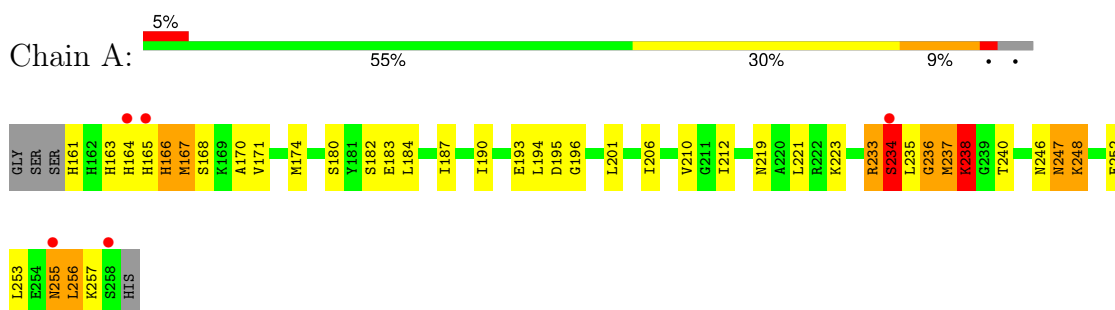 5%
Chain A:
55% 30% 9% • •
GLY SER SER H161 H162 H163 H164 H165 H166 M167 S168 K169 A170 V171 M174 S180 Y181 S182 E183 L184 I187 I190 E193 L194 D195 G196 L201 I206 V210 G211 I212 N219 A220 L221 R222 K223 R233 S234 L235 G236 M237 K238 G239 T240 N246 N247 K248
L253 E254 N255 L256 K257 S258 HIS